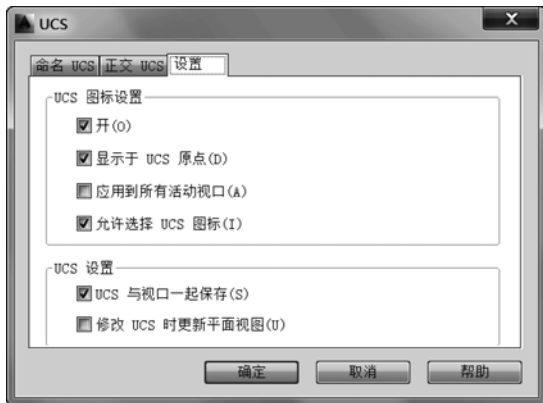 UCS
命名 UCS 正交 UCS 设置
UCS 图标设置
开(O)
显示于 UCS 原点(D)
应用到所有活动视口(A)
允许选择 UCS 图标(I)
UCS 设置
UCS 与视口一起保存(S)
修改 UCS 时更新平面视图(U)
确定 取消 帮助